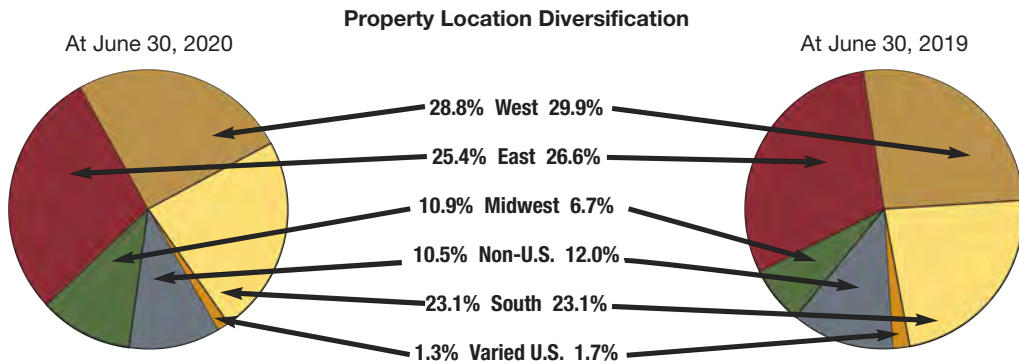 Property Location Diversification
At June 30, 2020
At June 30, 2019
28.8% West 29.9%
25.4% East 26.6%
10.9% Midwest 6.7%
10.5% Non-U.S. 12.0%
23.1% South 23.1%
1.3% Varied U.S. 1.7%